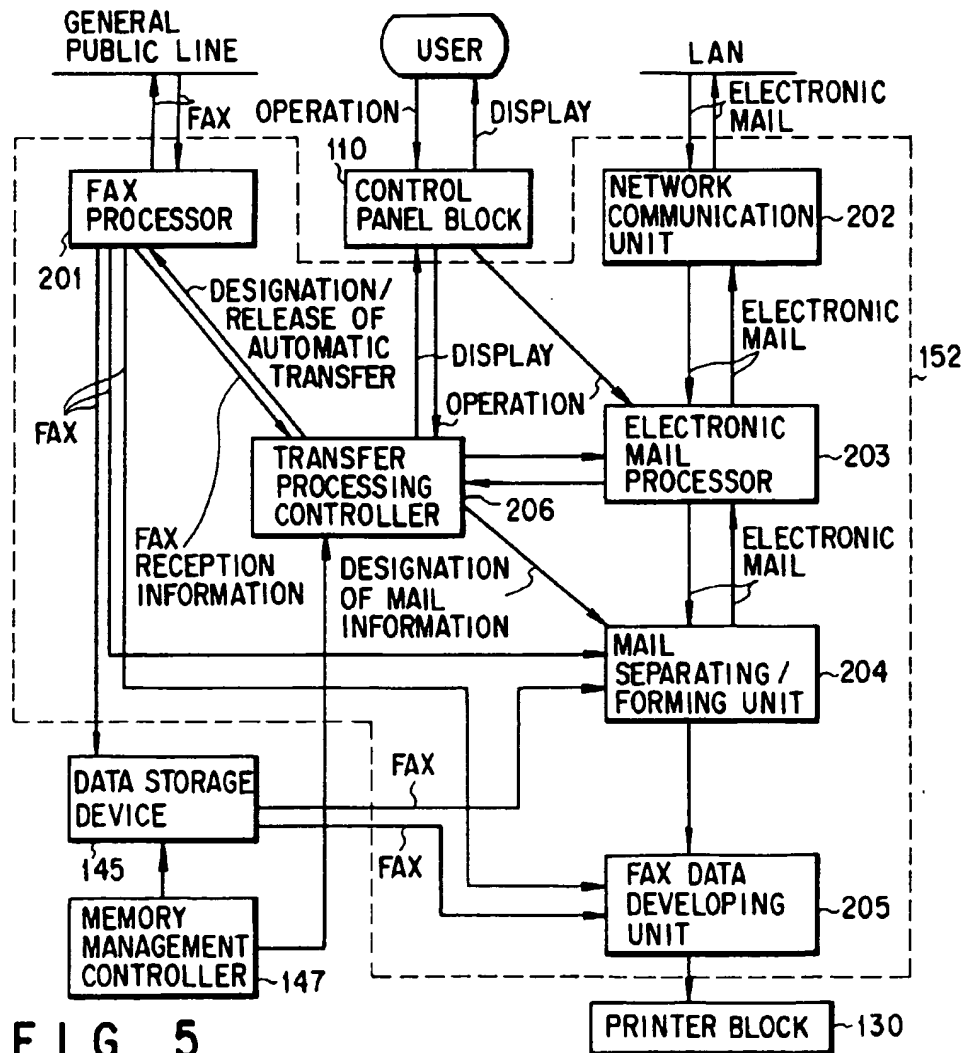 GENERAL
PUBLIC LINE
USER
LAN
FAX
OPERATION
DISPLAY
ELECTRONIC
MAIL
110
FAX
PROCESSOR
201
CONTROL
PANEL BLOCK
NETWORK
COMMUNICATION
UNIT
202
DESIGNATION/
RELEASE OF
AUTOMATIC
TRANSFER
DISPLAY
OPERATION
ELECTRONIC
MAIL
152
FAX
TRANSFER
PROCESSING
CONTROLLER
206
ELECTRONIC
MAIL
PROCESSOR
203
FAX
RECEPTION
INFORMATION
DESIGNATION
OF MAIL
INFORMATION
ELECTRONIC
MAIL
MAIL
SEPARATING/
FORMING UNIT
204
DATA STORAGE
DEVICE
145
FAX
FAX
MEMORY
MANAGEMENT
CONTROLLER
147
FAX DATA
DEVELOPING
UNIT
205
PRINTER BLOCK
130
FIG. 5